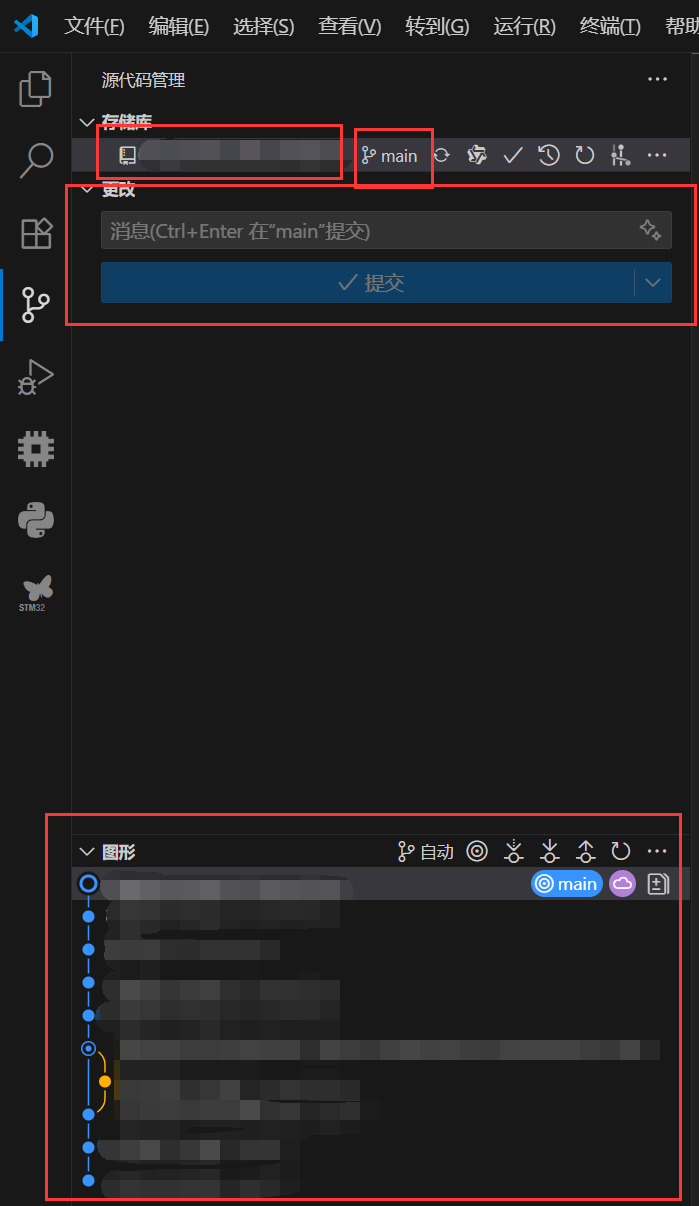 文件(F) 编辑(E) 选择(S) 查看(V) 转到(G) 运行(R) 终端(T) 帮助
源代码管理
存储库
main
更改
消息(Ctrl+Enter 在“main”提交)
提交
STM32
图形 自动
main